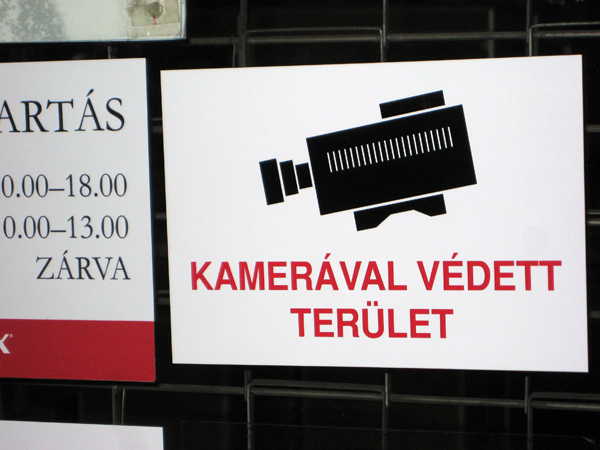 ARTÁS
0.00–18.00
0.00–13.00
ZÁRVA
X®
KAMERÁVAL VÉDETT
TERÜLET